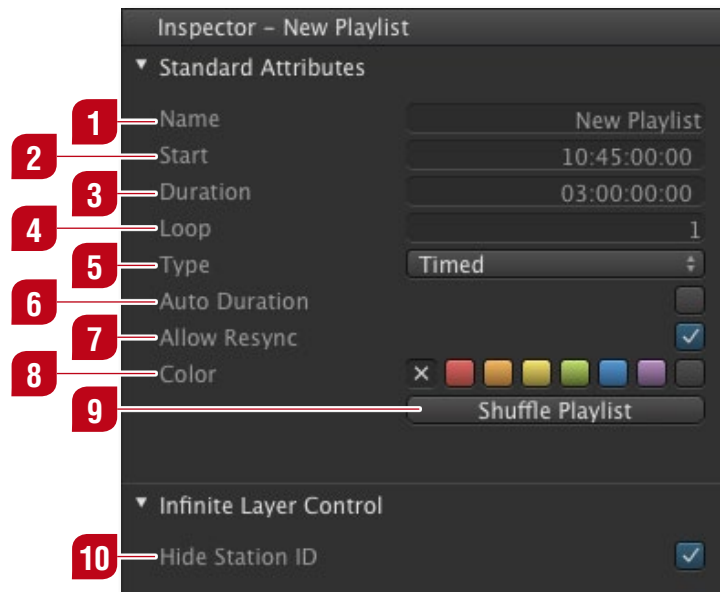 Inspector – New Playlist
▼ Standard Attributes
1 Name New Playlist
2 Start 10:45:00:00
3 Duration 03:00:00:00
4 Loop 1
5 Type Timed
6 Auto Duration
7 Allow Resync
8 Color ×
9 Shuffle Playlist
▼ Infinite Layer Control
10 Hide Station ID